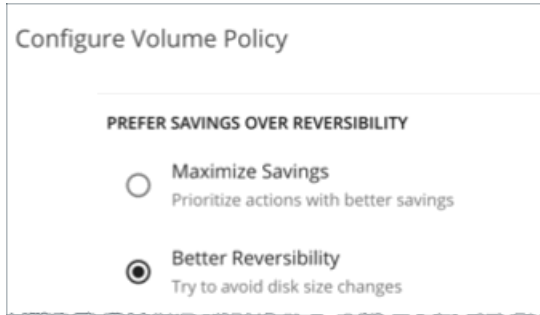 Configure Volume Policy
PREFER SAVINGS OVER REVERSIBILITY
Maximize Savings
Prioritize actions with better savings
Better Reversibility
Try to avoid disk size changes